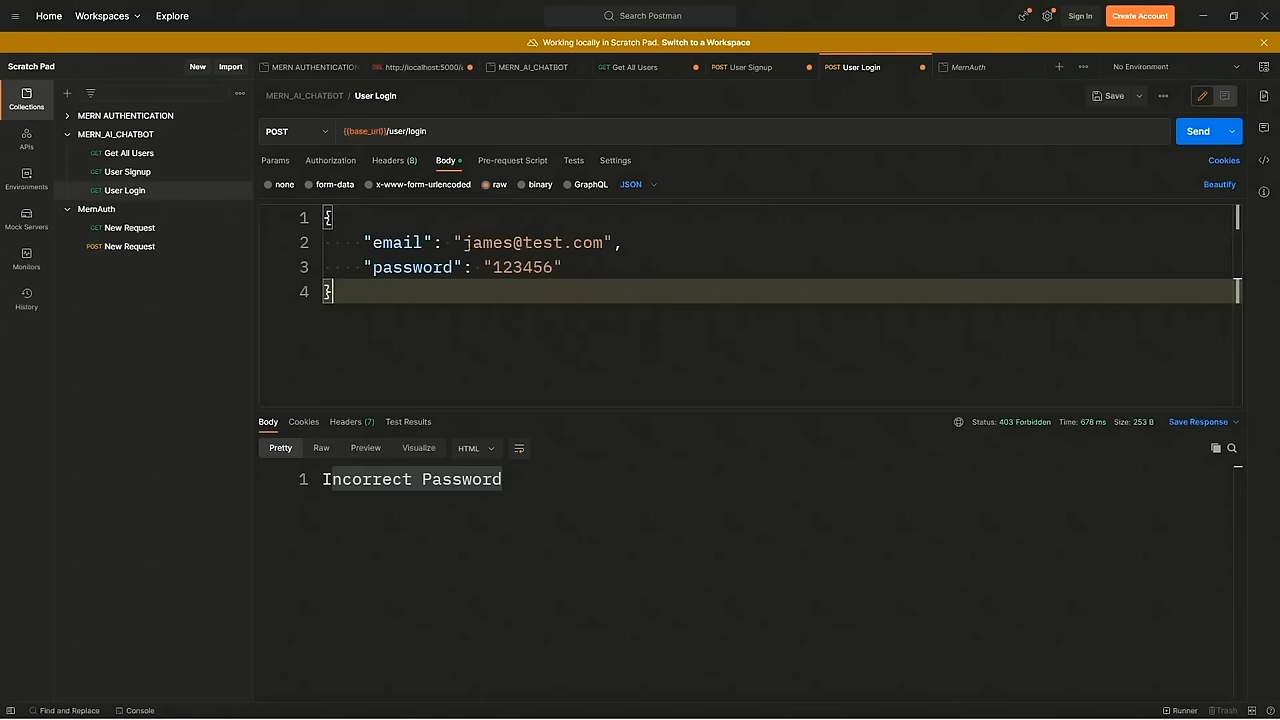 Home Workspaces Explore Search Postman Sign In Create Account
Working locally in Scratch Pad. Switch to a Workspace
Scratch Pad New Import MERN AUTHENTICATION DEL http://localhost:5000/u MERN_AI_CHATBOT GET Get All Users POST User Signup POST User Login MernAuth No Environment
Collections
APIs
Environments
Mock Servers
Monitors
History
MERN AUTHENTICATION
MERN_AI_CHATBOT
GET Get All Users
GET User Signup
GET User Login
MernAuth
GET New Request
POST New Request
MERN_AI_CHATBOT / User Login Save
POST {{base_url}}/user/login Send
Params Authorization Headers (8) Body Pre-request Script Tests Settings Cookies
none form-data x-www-form-urlencoded raw binary GraphQL JSON Beautify
1 {
2 "email": "james@test.com",
3 "password": "123456"
4 }
Body Cookies Headers (7) Test Results Status: 403 Forbidden Time: 678 ms Size: 253 B Save Response
Pretty Raw Preview Visualize HTML
1 Incorrect Password
Find and Replace Console Runner Trash